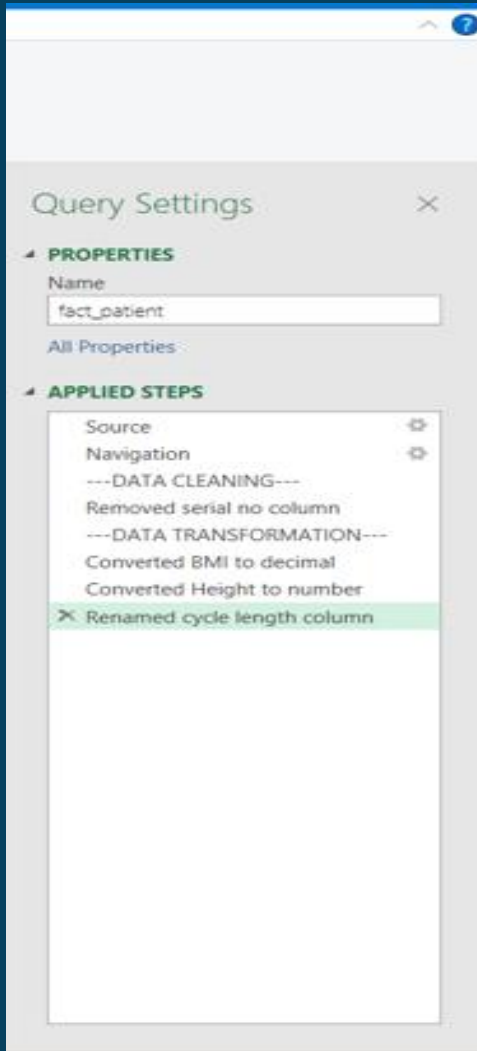 ?
Query Settings
PROPERTIES
Name
fact_patient
All Properties
APPLIED STEPS
Source
Navigation
---DATA CLEANING---
Removed serial no column
---DATA TRANSFORMATION---
Converted BMI to decimal
Converted Height to number
Renamed cycle length column